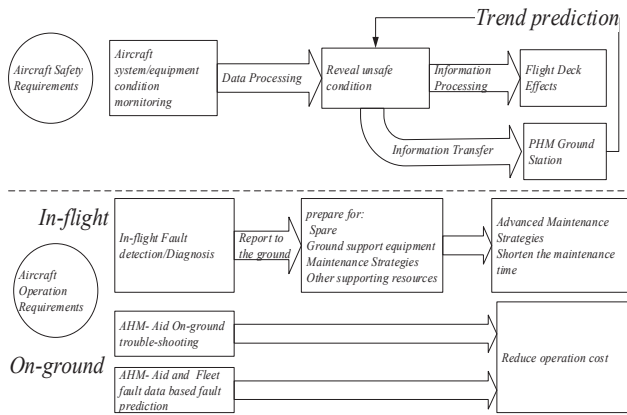 Trend prediction
Aircraft Safety
Requirements
Aircraft
system/equipment
condition
mornitoring
Data Processing
Reveal unsafe
condition
Information
Processing
Flight Deck
Effects
Information Transfer
PHM Ground
Station
In-flight
Aircraft
Operation
Requirements
In-flight Fault
detection/Diagnosis
Report to
the ground
prepare for:
Spare
Ground support equipment
Maintenance Strategies
Other supporting resources
Advanced Maintenance
Strategies
Shorten the maintenance
time
On-ground
AHM- Aid On-ground
trouble-shooting
AHM- Aid and Fleet
fault data based fault
prediction
Reduce operation cost